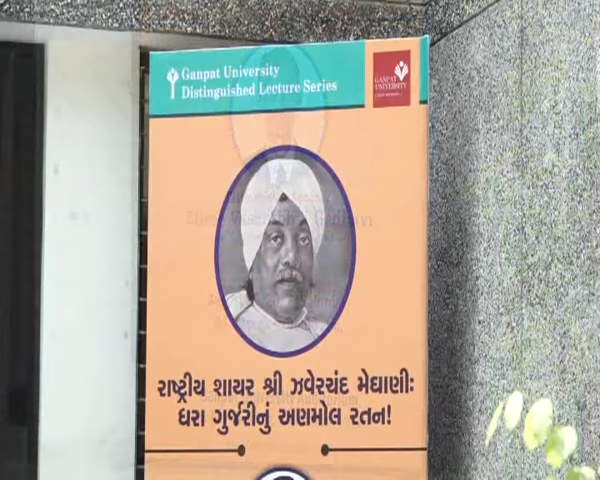 Ganpat University
Distinguished Lecture Series
GANPAT
UNIVERSITY
રાષ્ટ્રીય શાયર શ્રી ઝવેરચંદ મેઘાણીઃ
ધરા ગુર્જરીનું અણમોલ રતન!